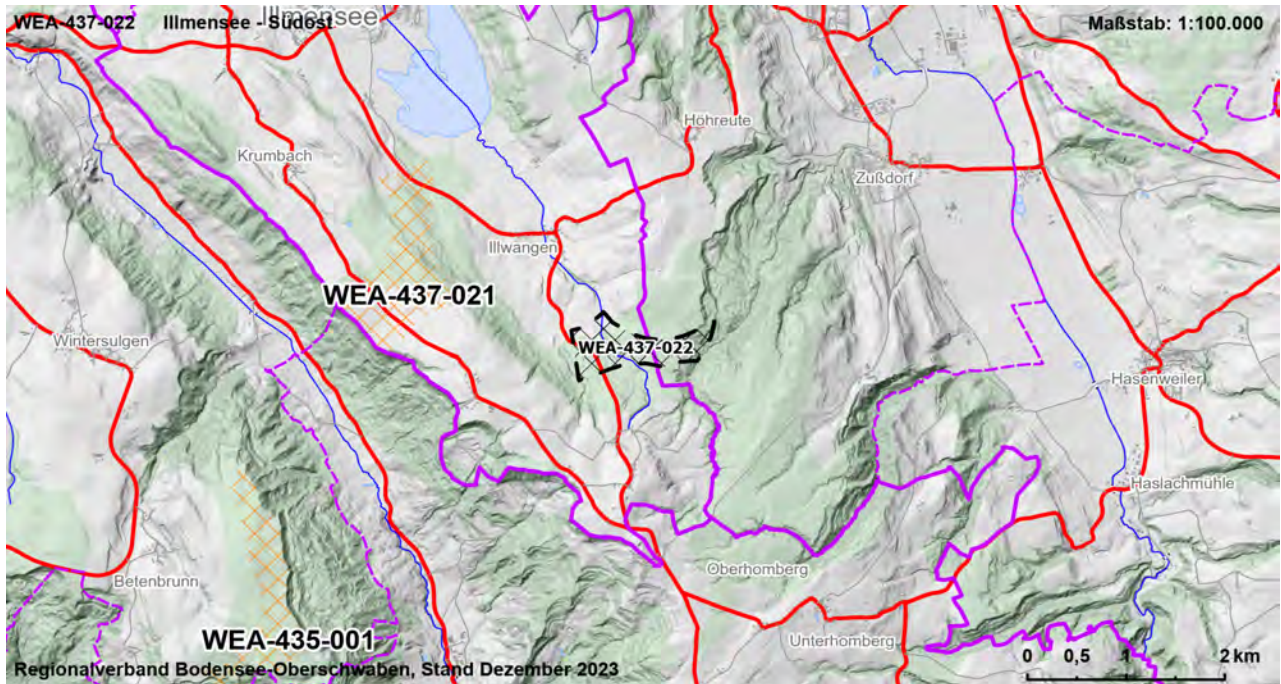 WEA-437-022 Illmensee - Südost
Illmensee
Maßstab: 1:100.000
Höhreute
Krumbach
Zußdorf
Illwangen
WEA-437-021
WEA-437-022
Wintersulgen
Hasenweiler
Haslachmühle
Oberhomberg
Betenbrunn
WEA-435-001
Unterhomberg
0 0,5 1 2 km
Regionalverband Bodensee-Oberschwaben, Stand Dezember 2023